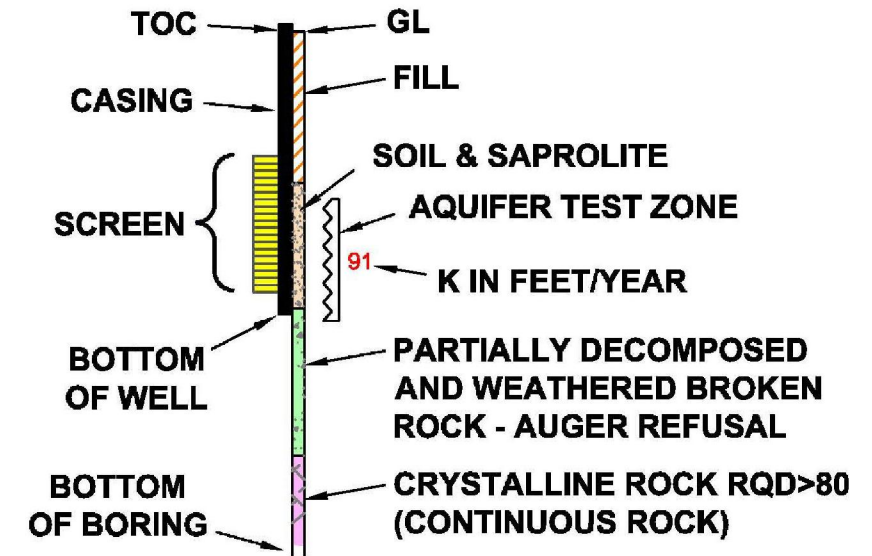 TOC
GL
FILL
CASING
SOIL & SAPROLITE
AQUIFER TEST ZONE
SCREEN
91
K IN FEET/YEAR
BOTTOM
OF WELL
PARTIALLY DECOMPOSED
AND WEATHERED BROKEN
ROCK - AUGER REFUSAL
BOTTOM
OF BORING
CRYSTALLINE ROCK RQD>80
(CONTINUOUS ROCK)